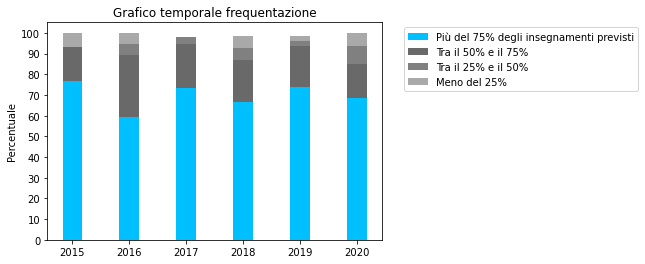 Grafico temporale frequentazione
Percentuale
100
90
80
70
60
50
40
30
20
10
0
2015 2016 2017 2018 2019 2020
Più del 75% degli insegnamenti previsti
Tra il 50% e il 75%
Tra il 25% e il 50%
Meno del 25%